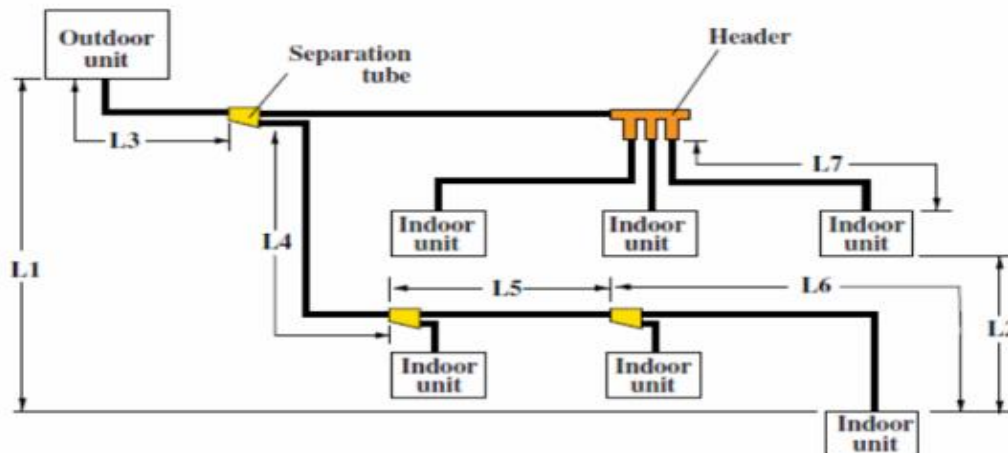 Outdoor
unit
Separation
tube
Header
L3
L7
Indoor
unit
Indoor
unit
Indoor
unit
L4
L1
L5
L6
Indoor
unit
Indoor
unit
Indoor
unit